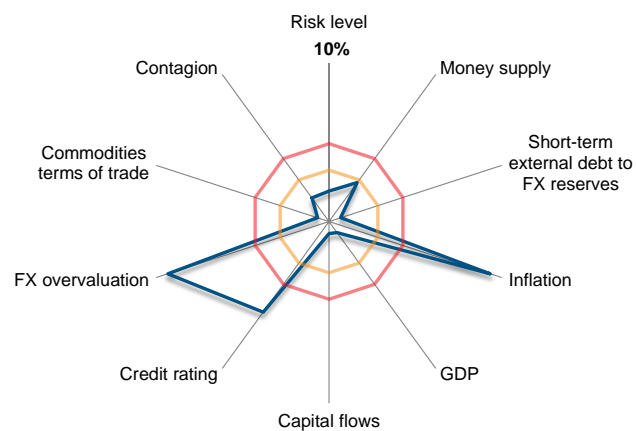 Risk level
10%
Contagion
Money supply
Commodities
terms of trade
Short-term
external debt to
FX reserves
FX overvaluation
Inflation
Credit rating
GDP
Capital flows